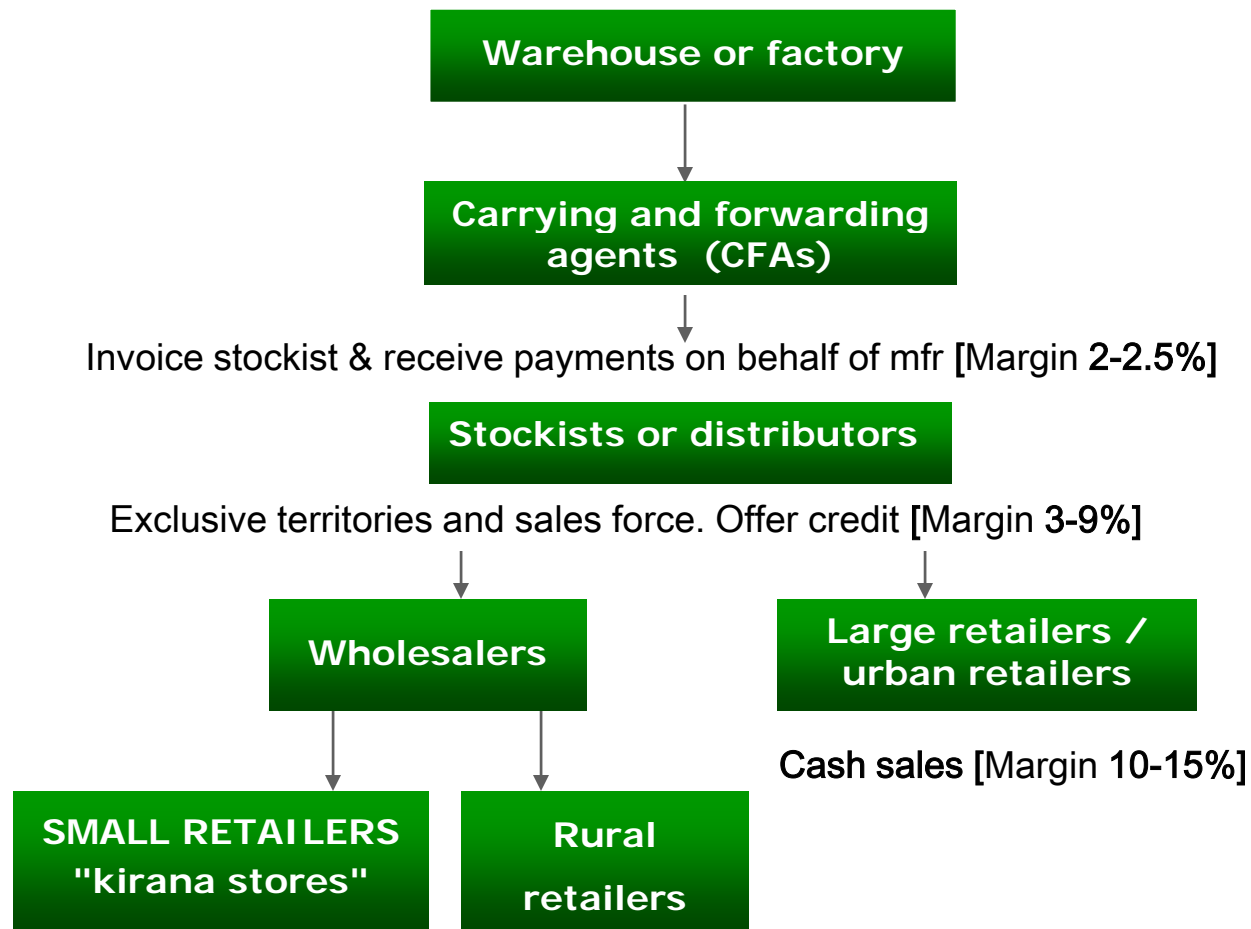 Warehouse or factory
Carrying and forwarding
agents (CFAs)
Invoice stockist & receive payments on behalf of mfr [Margin 2-2.5%]
Stockists or distributors
Exclusive territories and sales force. Offer credit [Margin 3-9%]
Wholesalers
Large retailers /
urban retailers
Cash sales [Margin 10-15%]
SMALL RETAILERS
"kirana stores"
Rural
retailers